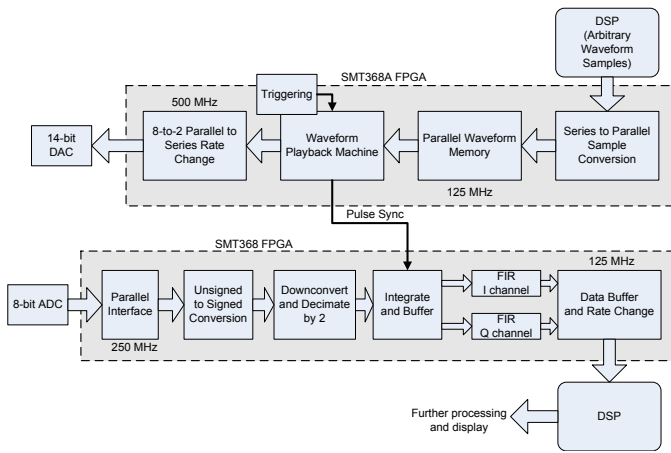 DSP
(Arbitrary
Waveform
Samples)
SMT368A FPGA
Triggering
500 MHz
14-bit
DAC
8-to-2 Parallel to
Series Rate
Change
Waveform
Playback Machine
Parallel Waveform
Memory
Series to Parallel
Sample
Conversion
125 MHz
Pulse Sync
SMT368 FPGA
125 MHz
8-bit ADC
Parallel
Interface
Unsigned
to Signed
Conversion
Downconvert
and Decimate
by 2
Integrate
and Buffer
FIR
I channel
FIR
Q channel
Data Buffer
and Rate Change
250 MHz
Further processing
and display
DSP